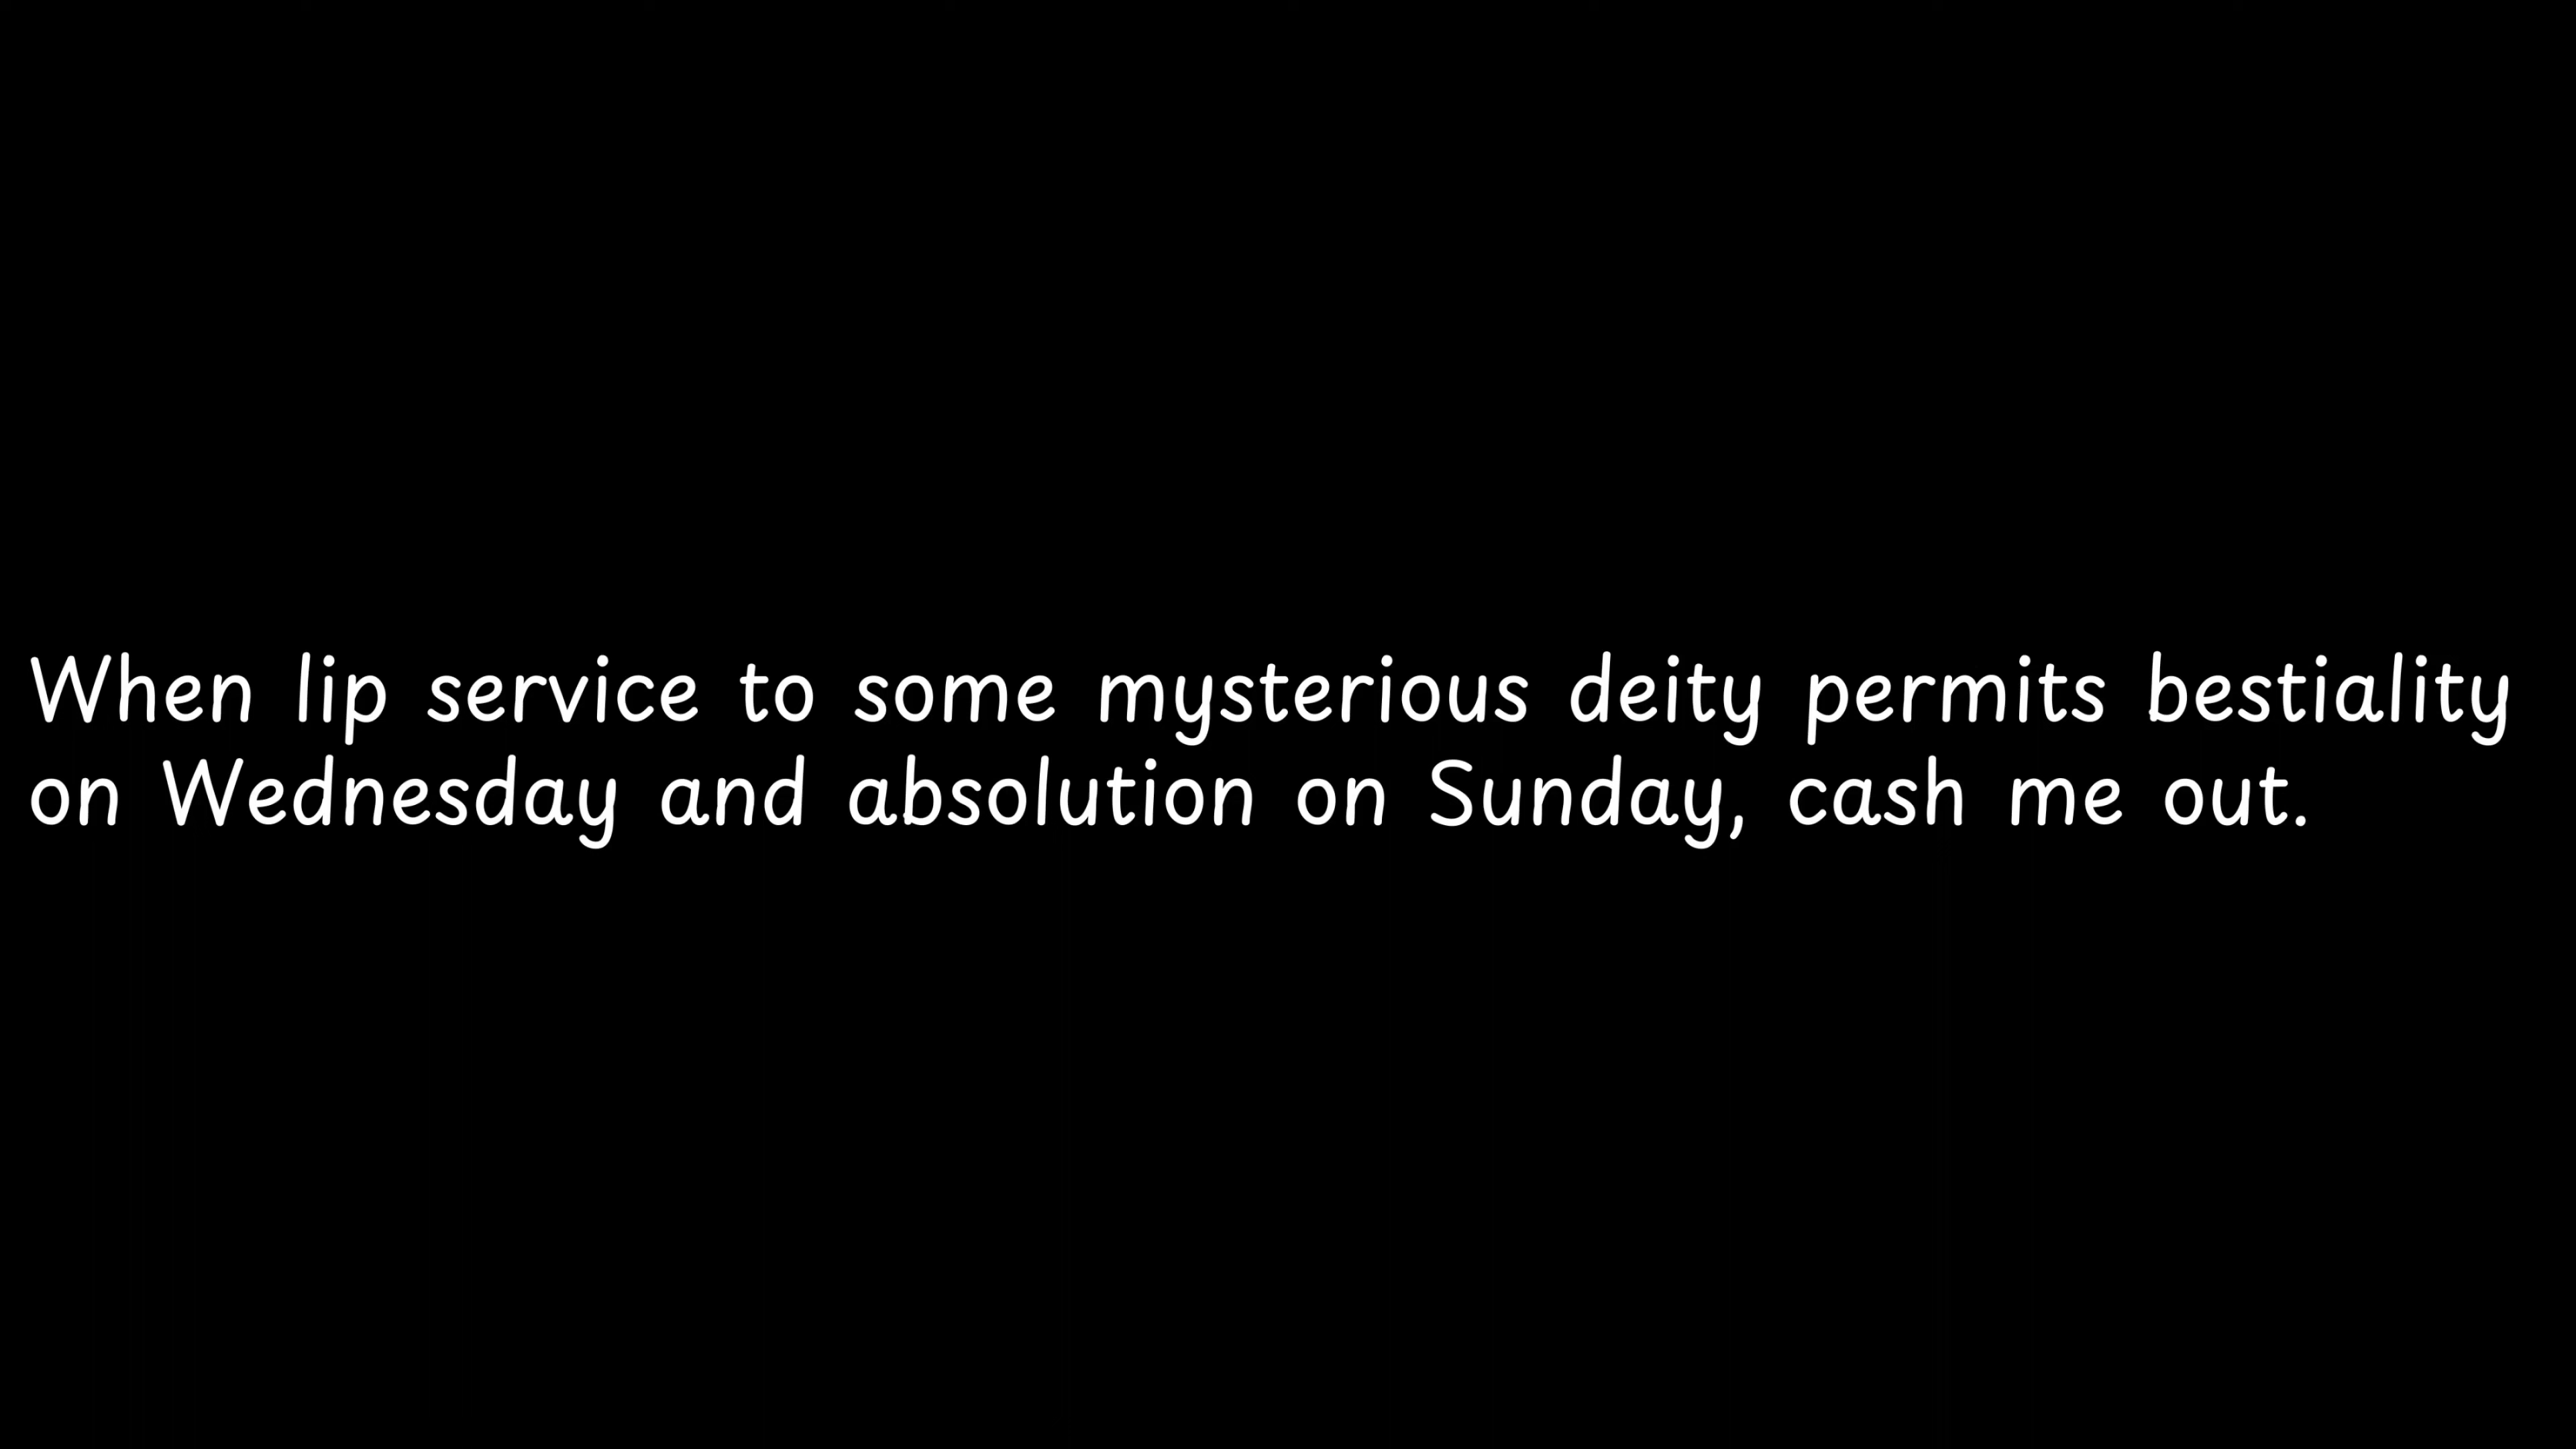 When lip service to some mysterious deity permits bestiality
on Wednesday and absolution on Sunday, cash me out.